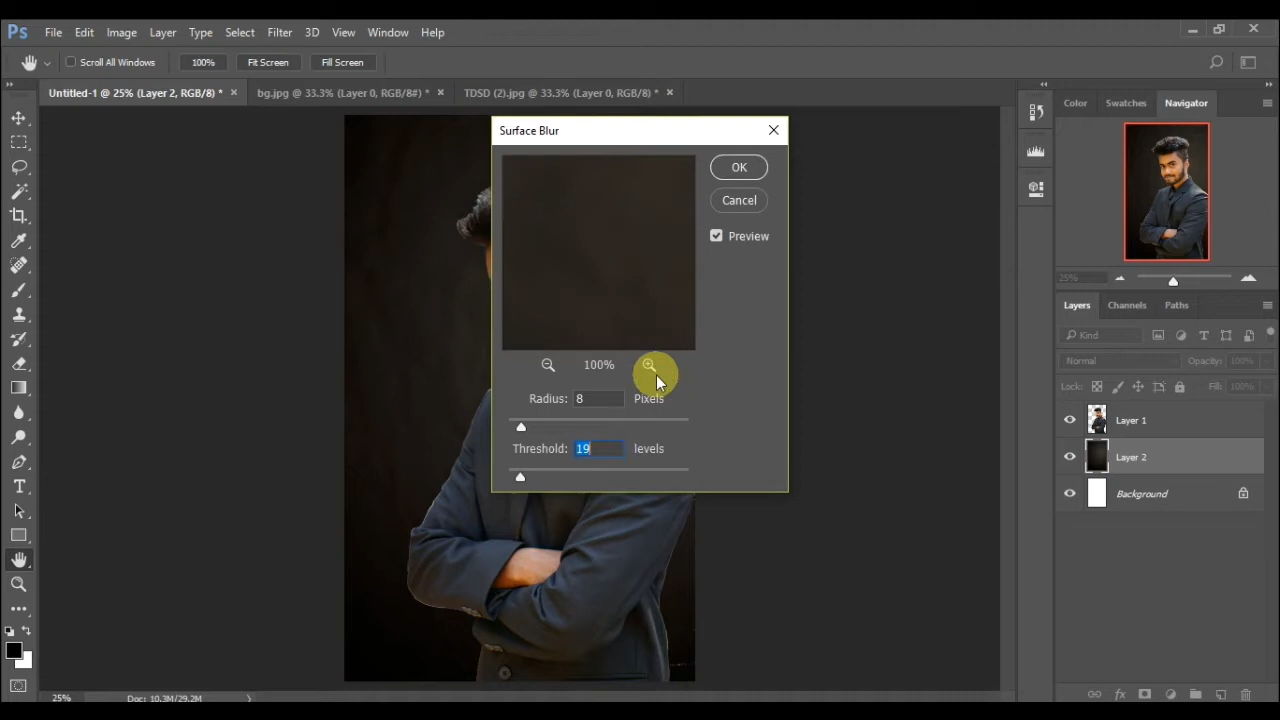 Ps File Edit Image Layer Type Select Filter 3D View Window Help
Scroll All Windows 100% Fit Screen Fill Screen
Untitled-1 @ 25% (Layer 2, RGB/8) * × bg.jpg @ 33.3% (Layer 0, RGB/8#) * × TDSD (2).jpg @ 33.3% (Layer 0, RGB/8) * ×
Color Swatches Navigator
Surface Blur
OK
Cancel
Preview
100%
Radius: 8 Pixels
Threshold: 19 levels
25%
Layers Channels Paths
Kind
Normal Opacity: 100%
Lock: Fill: 100%
Layer 1
Layer 2
Background
25% Doc: 10.3M/29.2M